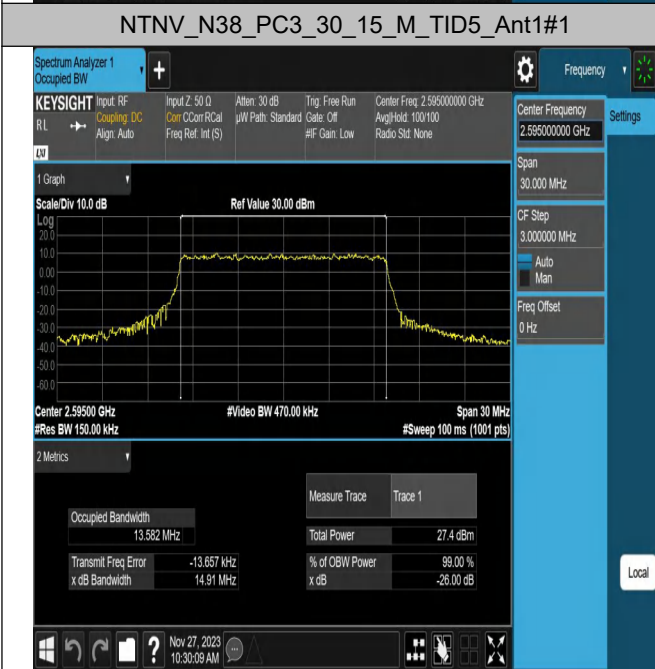 NTNV_N38_PC3_30_15_M_TID5_Ant1#1
Spectrum Analyzer 1
Occupied BW
+
Frequency
KEYSIGHT
RL
LXI
Input: RF
Coupling: DC
Align: Auto
Input Z: 50 Ω
Corr CCorr RCal
Freq Ref: Int (S)
Atten: 30 dB
µW Path: Standard
Trig: Free Run
Gate: Off
#IF Gain: Low
Center Freq: 2.595000000 GHz
Avg|Hold: 100/100
Radio Std: None
Center Frequency
2.595000000 GHz
Settings
Span
30.000 MHz
CF Step
3.000000 MHz
Auto
Man
Freq Offset
0 Hz
1 Graph
Scale/Div 10.0 dB
Ref Value 30.00 dBm
Log
20.0
10.0
0.00
-10.0
-20.0
-30.0
-40.0
-50.0
-60.0
Center 2.59500 GHz
#Video BW 470.00 kHz
Span 30 MHz
#Res BW 150.00 kHz
#Sweep 100 ms (1001 pts)
2 Metrics
Measure Trace Trace 1
Occupied Bandwidth
13.582 MHz
Total Power 27.4 dBm
Transmit Freq Error -13.657 kHz
% of OBW Power 99.00 %
x dB Bandwidth 14.91 MHz
x dB -26.00 dB
Local
?
Nov 27, 2023
10:30:09 AM